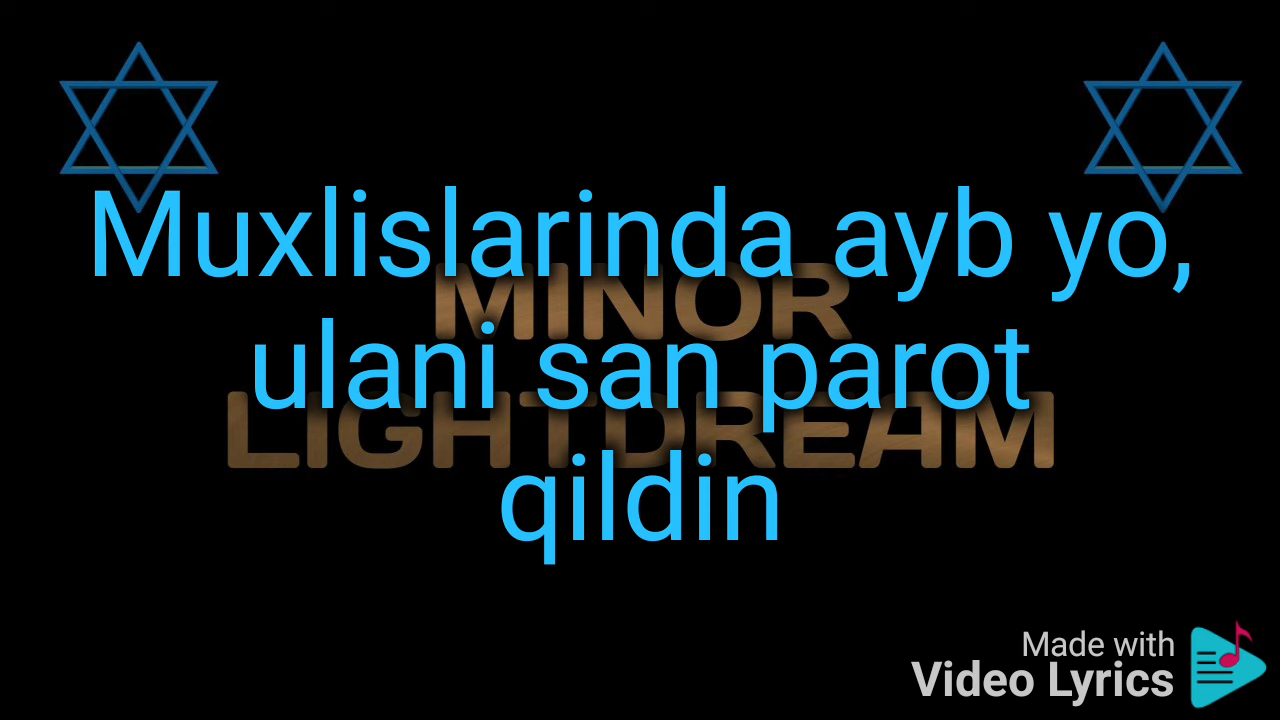 Muxlislarinda ayb yo,
MINOR
ulani san parot
LIGHTDREAM
qildin
Made with
Video Lyrics